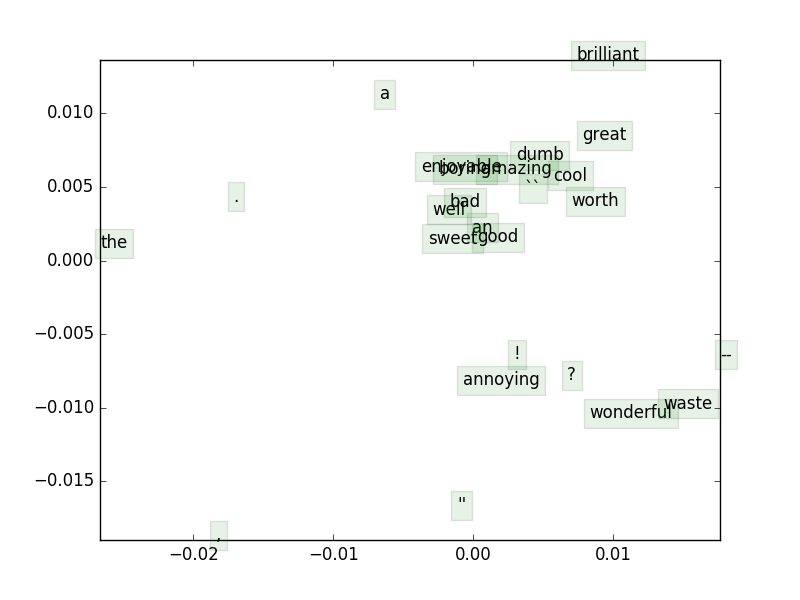 brilliant
0.010
a
great
dumb
enjoyable
boring
amazing
``
cool
0.005
.
bad
well
worth
an
the
sweet
good
0.000
−0.005
!
--
annoying
?
−0.010
wonderful
waste
−0.015
"
,
−0.02
−0.01
0.00
0.01